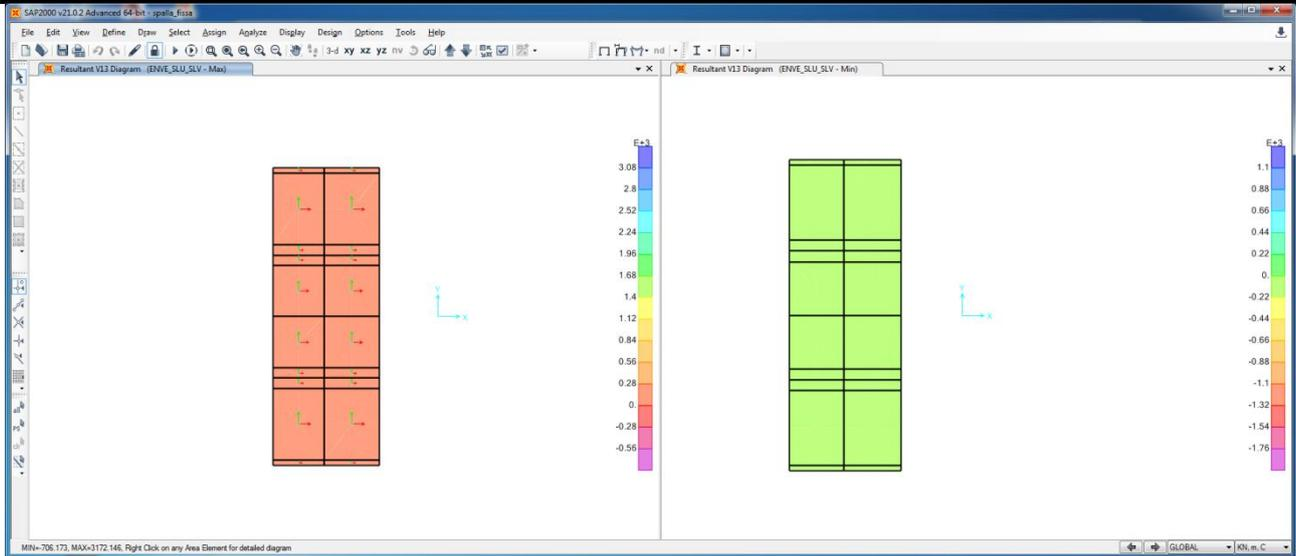 SAP2000 v21.0.2 Advanced 64-bit - spalla_fissa
File Edit View Define Draw Select Assign Analyze Display Design Options Tools Help
3-d xy xz yz nv nd
Resultant V13 Diagram (ENVE_SLU_SLV - Max)
Resultant V13 Diagram (ENVE_SLU_SLV - Min)
E+3
3.08
2.8
2.52
2.24
1.96
1.68
1.4
1.12
0.84
0.56
0.28
0.
-0.28
-0.56
Y
X
E+3
1.1
0.88
0.66
0.44
0.22
0.
-0.22
-0.44
-0.66
-0.88
-1.1
-1.32
-1.54
-1.76
Y
X
MIN=-706.173, MAX=3172.146, Right Click on any Area Element for detailed diagram
GLOBAL
KN, m, C